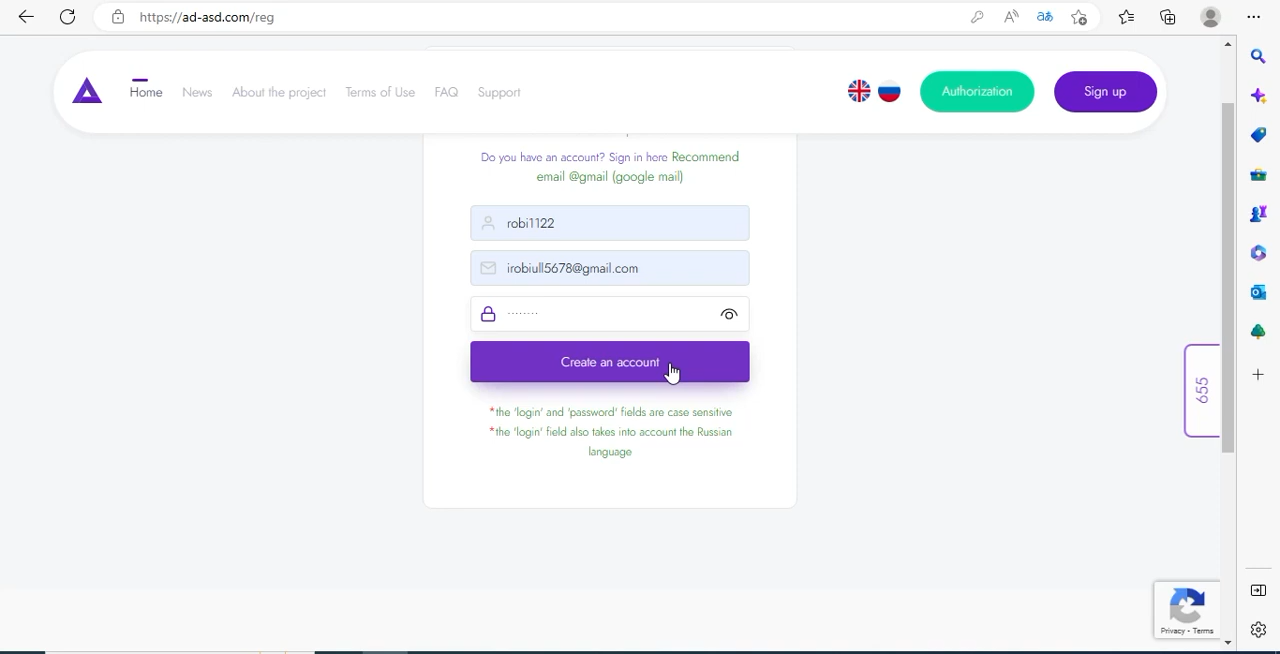 https://ad-asd.com/reg
Home News About the project Terms of Use FAQ Support
Authorization
Sign up
Do you have an account? Sign in here Recommend
email @gmail (google mail)
robi1122
irobiull5678@gmail.com
········
Create an account
*the 'login' and 'password' fields are case sensitive
*the 'login' field also takes into account the Russian
language
655
Privacy - Terms